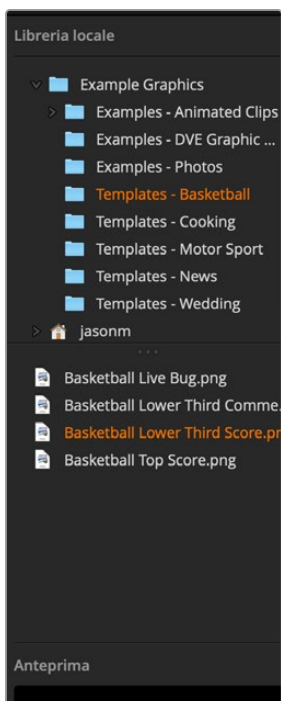 Libreria locale
Example Graphics
Examples - Animated Clips
Examples - DVE Graphic ...
Examples - Photos
Templates - Basketball
Templates - Cooking
Templates - Motor Sport
Templates - News
Templates - Wedding
jasonm
Basketball Live Bug.png
Basketball Lower Third Comme.
Basketball Lower Third Score.pr
Basketball Top Score.png
Anteprima